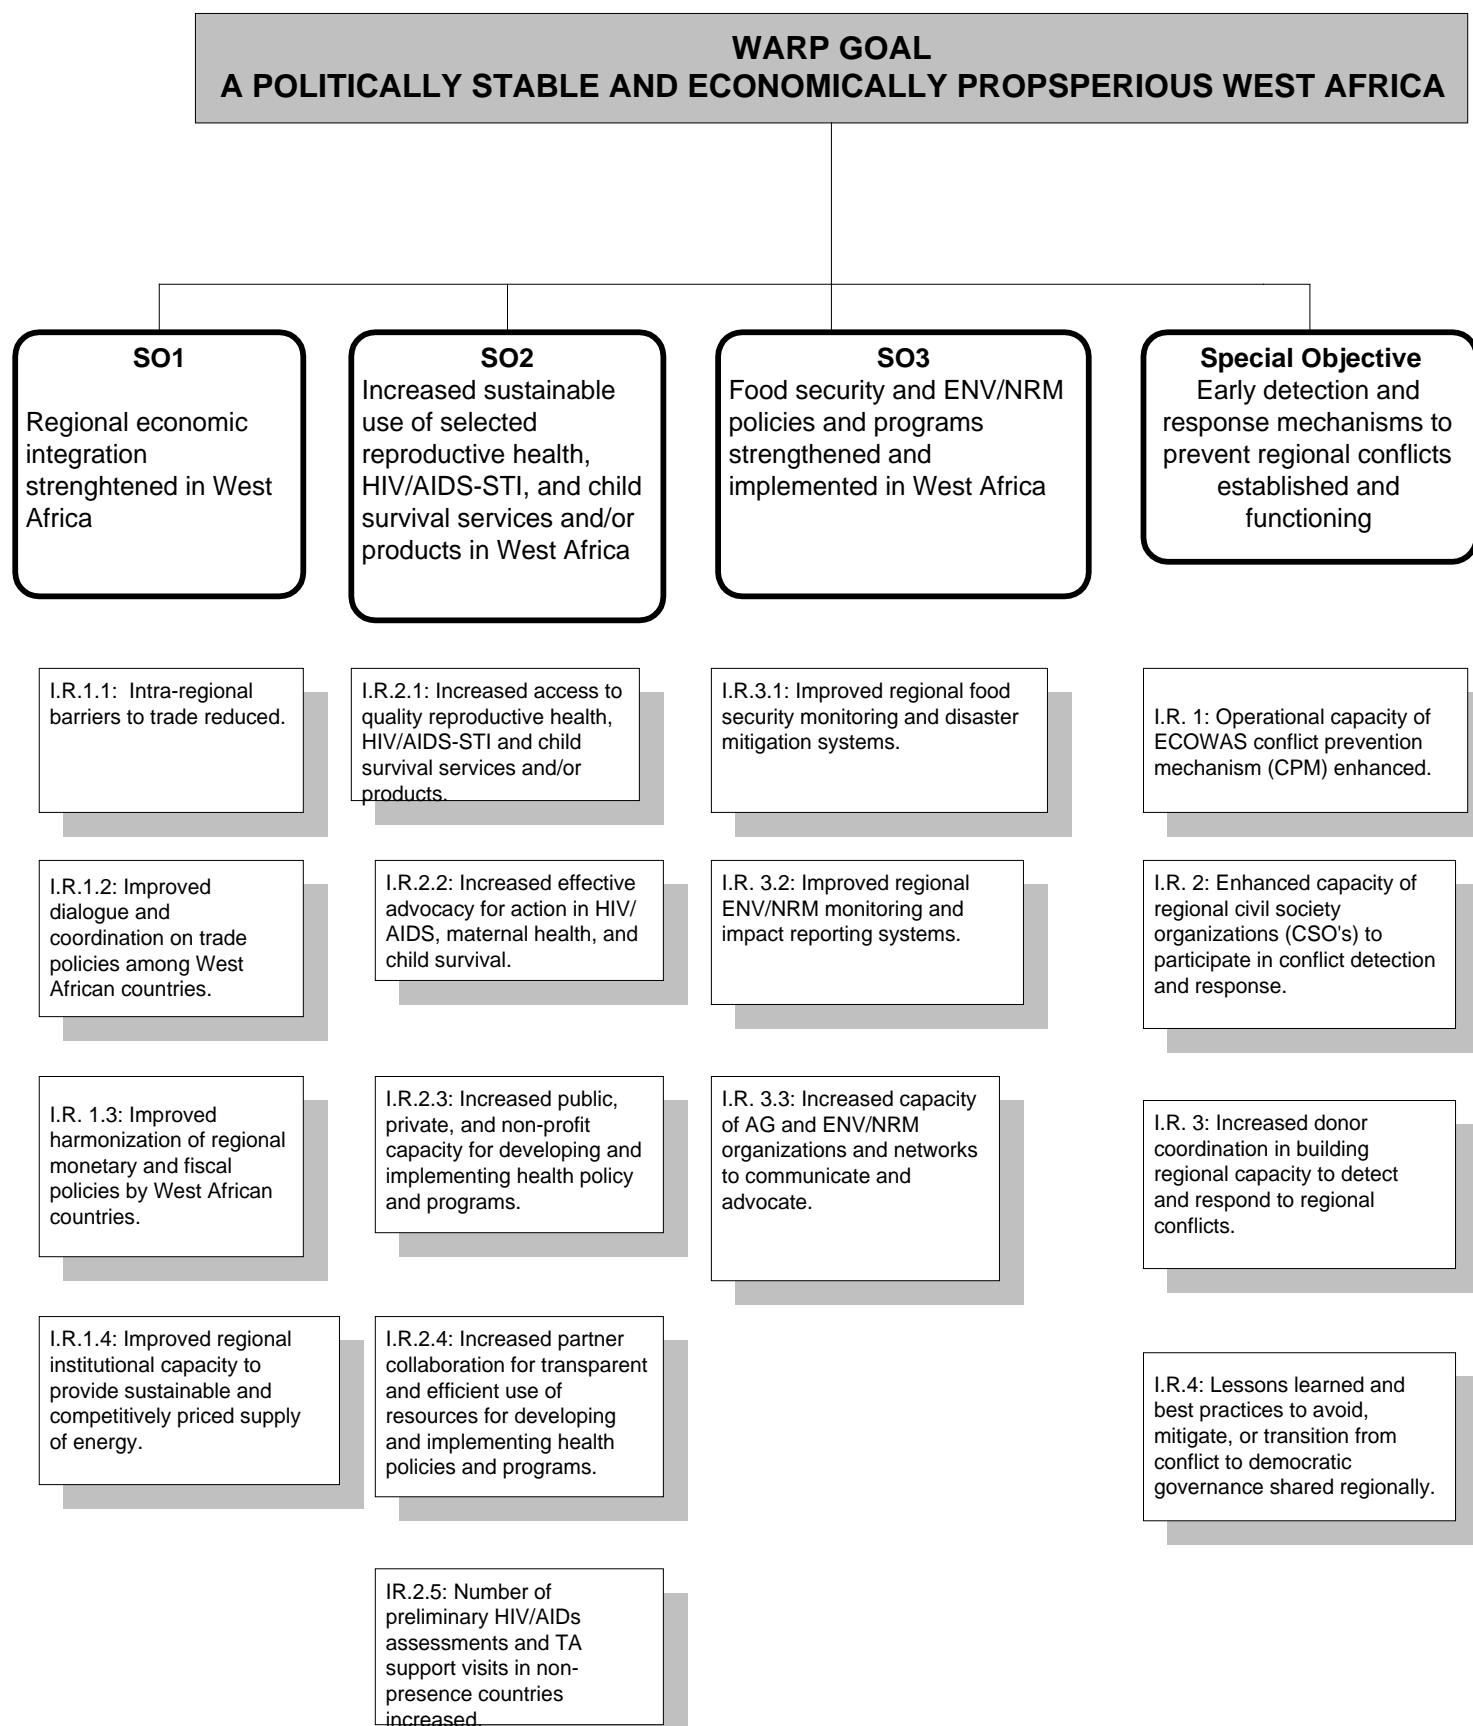 WARP GOAL
A POLITICALLY STABLE AND ECONOMICALLY PROPSPERIOUS WEST AFRICA
SO1
Regional economic
integration
strenghtened in West
Africa
SO2
Increased sustainable
use of selected
reproductive health,
HIV/AIDS-STI, and child
survival services and/or
products in West Africa
SO3
Food security and ENV/NRM
policies and programs
strengthened and
implemented in West Africa
Special Objective
Early detection and
response mechanisms to
prevent regional conflicts
established and
functioning
I.R.1.1:  Intra-regional
barriers to trade reduced.
I.R.1.2: Improved
dialogue and
coordination on trade
policies among West
African countries.
I.R. 1.3: Improved
harmonization of regional
monetary and fiscal
policies by West African
countries.
I.R.1.4: Improved regional
institutional capacity to
provide sustainable and
competitively priced supply
of energy.
I.R.2.1: Increased access to
quality reproductive health,
HIV/AIDS-STI and child
survival services and/or
products.
I.R.2.2: Increased effective
advocacy for action in HIV/
AIDS, maternal health, and
child survival.
I.R.2.3: Increased public,
private, and non-profit
capacity for developing and
implementing health policy
and programs.
I.R.2.4: Increased partner
collaboration for transparent
and efficient use of
resources for developing
and implementing health
policies and programs.
IR.2.5: Number of
preliminary HIV/AIDs
assessments and TA
support visits in non-
presence countries
increased.
I.R.3.1: Improved regional food
security monitoring and disaster
mitigation systems.
I.R. 3.2: Improved regional
ENV/NRM monitoring and
impact reporting systems.
I.R. 3.3: Increased capacity
of AG and ENV/NRM
organizations and networks
to communicate and
advocate.
I.R. 1: Operational capacity of
ECOWAS conflict prevention
mechanism (CPM) enhanced.
I.R. 2: Enhanced capacity of
regional civil society
organizations (CSO's) to
participate in conflict detection
and response.
I.R. 3: Increased donor
coordination in building
regional capacity to detect
and respond to regional
conflicts.
I.R.4: Lessons learned and
best practices to avoid,
mitigate, or transition from
conflict to democratic
governance shared regionally.